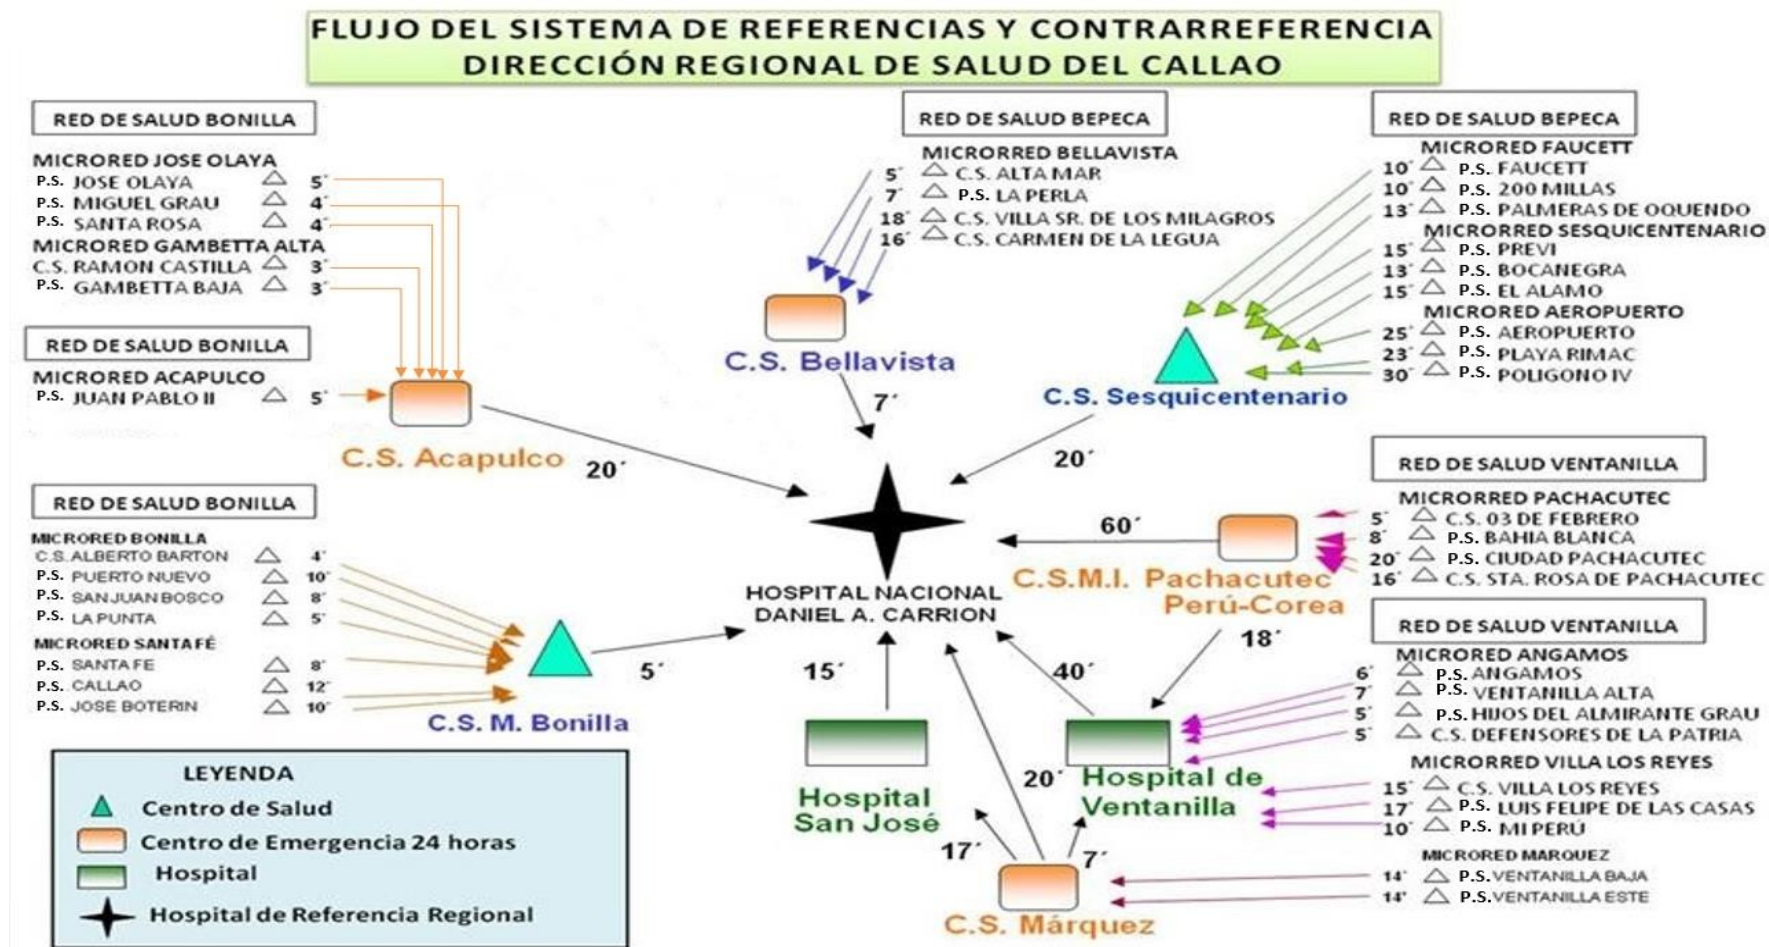 FLUJO DEL SISTEMA DE REFERENCIAS Y CONTRARREFERENCIA
DIRECCIÓN REGIONAL DE SALUD DEL CALLAO
RED DE SALUD BONILLA
MICRORED JOSE OLAYA
P.S. JOSE OLAYA 5´
P.S. MIGUEL GRAU 4´
P.S. SANTA ROSA 4´
MICRORED GAMBETTA ALTA
C.S. RAMON CASTILLA 3´
P.S. GAMBETTA BAJA 3´
RED DE SALUD BONILLA
MICRORED ACAPULCO
P.S. JUAN PABLO II 5´
C.S. Acapulco
20´
RED DE SALUD BONILLA
MICRORED BONILLA
C.S. ALBERTO BARTON 4´
P.S. PUERTO NUEVO 10´
P.S. SAN JUAN BOSCO 8´
P.S. LA PUNTA 5´
MICRORED SANTA FÉ
P.S. SANTA FE 8´
P.S. CALLAO 12´
P.S. JOSE BOTERIN 10´
C.S. M. Bonilla
5´
RED DE SALUD BEPECA
MICRORRED BELLAVISTA
5´ C.S. ALTA MAR
7´ P.S. LA PERLA
18´ C.S. VILLA SR. DE LOS MILAGROS
16´ C.S. CARMEN DE LA LEGUA
C.S. Bellavista
7´
RED DE SALUD BEPECA
MICRORED FAUCETT
10´ P.S. FAUCETT
10´ P.S. 200 MILLAS
13´ P.S. PALMERAS DE OQUENDO
MICRORRED SESQUICENTENARIO
15´ P.S. PREVI
13´ P.S. BOCANEGRA
15´ P.S. EL ALAMO
MICRORED AEROPUERTO
25´ P.S. AEROPUERTO
23´ P.S. PLAYA RIMAC
30´ P.S. POLIGONO IV
C.S. Sesquicentenario
20´
HOSPITAL NACIONAL
DANIEL A. CARRION
RED DE SALUD VENTANILLA
MICRORRED PACHACUTEC
5´ C.S. 03 DE FEBRERO
8´ P.S. BAHIA BLANCA
20´ P.S. CIUDAD PACHACUTEC
16´ C.S. STA. ROSA DE PACHACUTEC
60´
C.S.M.I. Pachacutec
Perú-Corea
18´
RED DE SALUD VENTANILLA
MICRORED ANGAMOS
6´ P.S. ANGAMOS
7´ P.S. VENTANILLA ALTA
5´ P.S. HIJOS DEL ALMIRANTE GRAU
5´ C.S. DEFENSORES DE LA PATRIA
MICRORRED VILLA LOS REYES
15´ C.S. VILLA LOS REYES
17´ P.S. LUIS FELIPE DE LAS CASAS
10´ P.S. MI PERÚ
MICRORED MARQUEZ
14´ P.S. VENTANILLA BAJA
14´ P.S. VENTANILLA ESTE
15´
40´
Hospital
San José
20´
Hospital de
Ventanilla
17´
7´
C.S. Márquez
LEYENDA
Centro de Salud
Centro de Emergencia 24 horas
Hospital
Hospital de Referencia Regional